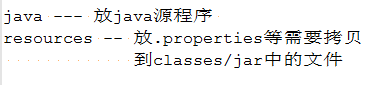 java --- 放java源程序
resources -- 放.properties等需要拷贝
到classes/jar中的文件